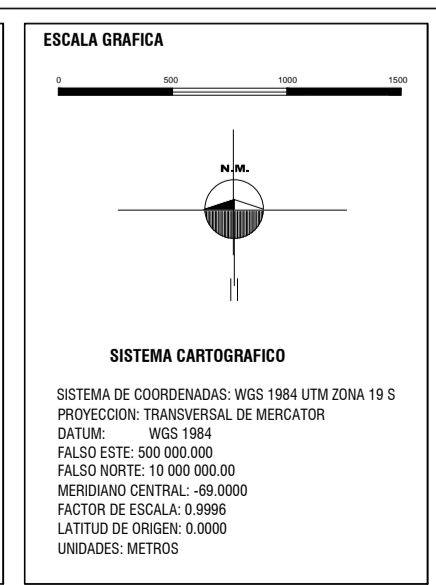 ESCALA GRAFICA
0 500 1000 1500
N.M.
SISTEMA CARTOGRAFICO
SISTEMA DE COORDENADAS: WGS 1984 UTM ZONA 19 S
PROYECCION: TRANSVERSAL DE MERCATOR
DATUM: WGS 1984
FALSO ESTE: 500 000.000
FALSO NORTE: 10 000 000.00
MERIDIANO CENTRAL: -69.0000
FACTOR DE ESCALA: 0.9996
LATITUD DE ORIGEN: 0.0000
UNIDADES: METROS